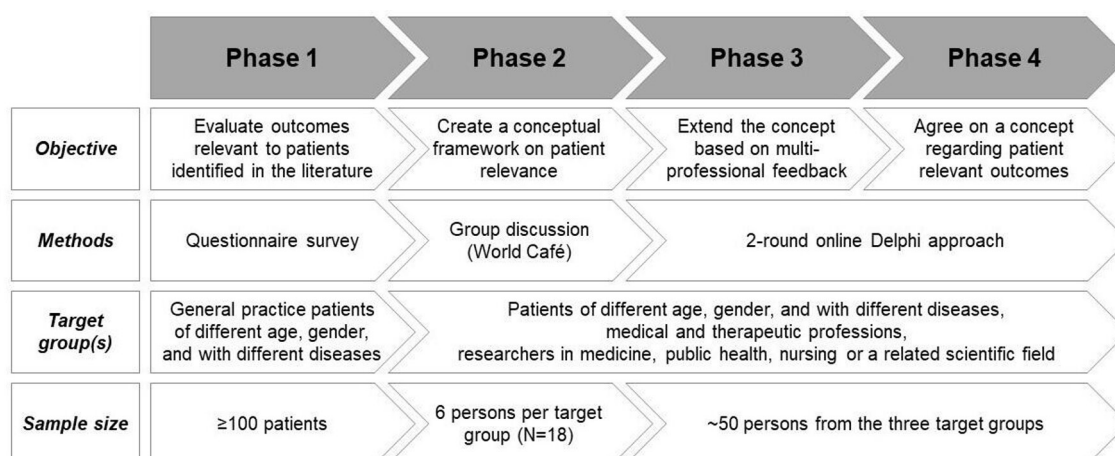 Phase 1
Phase 2
Phase 3
Phase 4
Objective
Evaluate outcomes
relevant to patients
identified in the literature
Create a conceptual
framework on patient
relevance
Extend the concept
based on multi-
professional feedback
Agree on a concept
regarding patient
relevant outcomes
Methods
Questionnaire survey
Group discussion
(World Café)
2-round online Delphi approach
Target
group(s)
General practice patients
of different age, gender,
and with different diseases
Patients of different age, gender, and with different diseases,
medical and therapeutic professions,
researchers in medicine, public health, nursing or a related scientific field
Sample size
≥100 patients
6 persons per target
group (N=18)
~50 persons from the three target groups